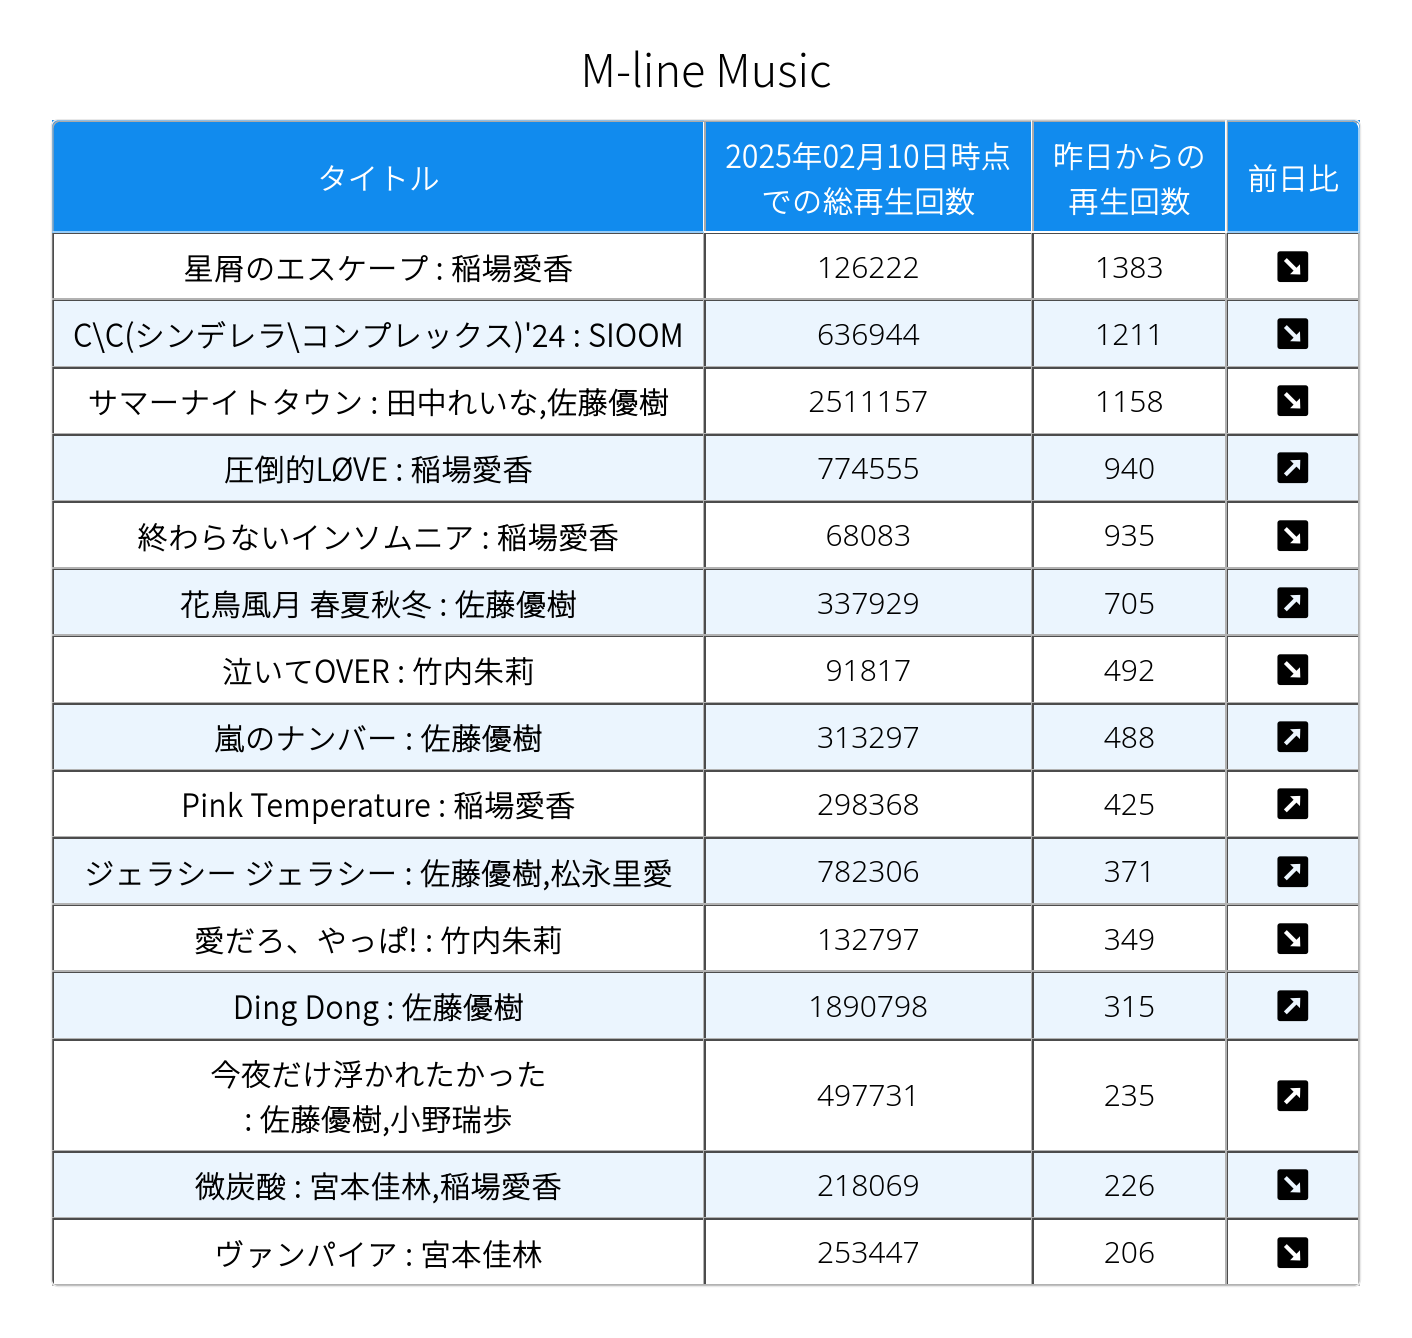 M-line Music
タイトル 2025年02月10日時点での総再生回数 昨日からの再生回数 前日比
星屑のエスケープ : 稲場愛香 126222 1383 ↘
C\C(シンデレラ\コンプレックス)'24 : SIOOM 636944 1211 ↘
サマーナイトタウン : 田中れいな,佐藤優樹 2511157 1158 ↘
圧倒的LØVE : 稲場愛香 774555 940 ↗
終わらないインソムニア : 稲場愛香 68083 935 ↘
花鳥風月 春夏秋冬 : 佐藤優樹 337929 705 ↗
泣いてOVER : 竹内朱莉 91817 492 ↘
嵐のナンバー : 佐藤優樹 313297 488 ↗
Pink Temperature : 稲場愛香 298368 425 ↗
ジェラシー ジェラシー : 佐藤優樹,松永里愛 782306 371 ↗
愛だろ、やっぱ! : 竹内朱莉 132797 349 ↘
Ding Dong : 佐藤優樹 1890798 315 ↗
今夜だけ浮かれたかった : 佐藤優樹,小野瑞歩 497731 235 ↗
微炭酸 : 宮本佳林,稲場愛香 218069 226 ↘
ヴァンパイア : 宮本佳林 253447 206 ↘